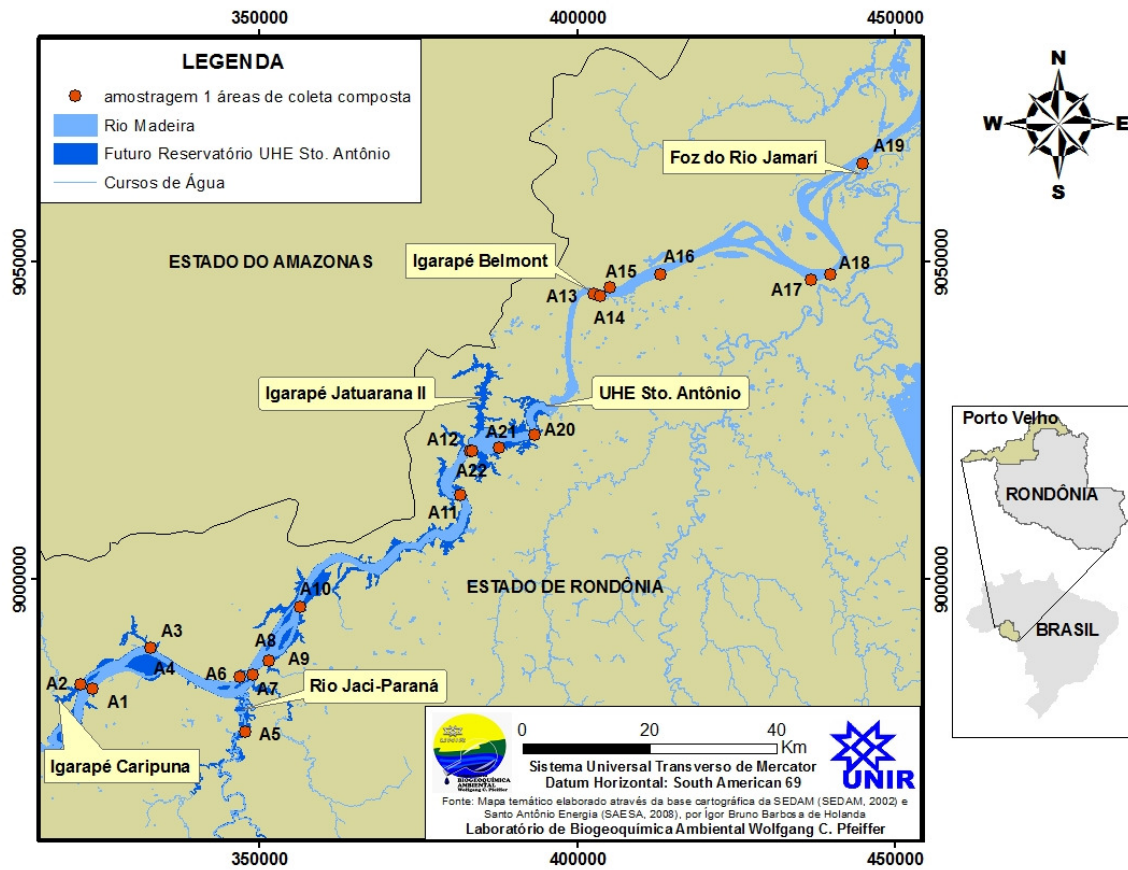 350000
400000
450000
LEGENDA
amostragem 1 áreas de coleta composta
Rio Madeira
Futuro Reservatório UHE Sto. Antônio
Cursos de Água
N
W
E
S
9050000
9050000
9000000
9000000
ESTADO DO AMAZONAS
Foz do Rio Jamarí
A19
Igarapé Belmont
A16
A15
A18
A13
A14
A17
Igarapé Jatuarana II
UHE Sto. Antônio
A12
A21
A20
A22
A11
ESTADO DE RONDÔNIA
A10
A3
A8
A4
A6
A9
A2
A7
A1
Rio Jaci-Paraná
A5
Igarapé Caripuna
Porto Velho
RONDÔNIA
BRASIL
BIOGEOQUÍMICA
AMBIENTAL
Wolfgang C. Pfeiffer
0
20
40
Km
Sistema Universal Transverso de Mercator
Datum Horizontal: South American 69
UNIR
Fonte: Mapa temático elaborado através da base cartográfica da SEDAM (SEDAM, 2002) e
Santo Antônio Energia (SAESA, 2008), por Ígor Bruno Barbosa de Holanda
Laboratório de Biogeoquímica Ambiental Wolfgang C. Pfeiffer
350000
400000
450000